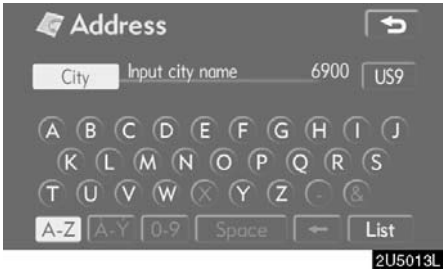 Address
City Input city name 6900 US9
A B C D E F G H I J
K L M N O P Q R S
T U V W X Y Z - &
A-Z À-Ý 0-9 Space ← List
2U5013L